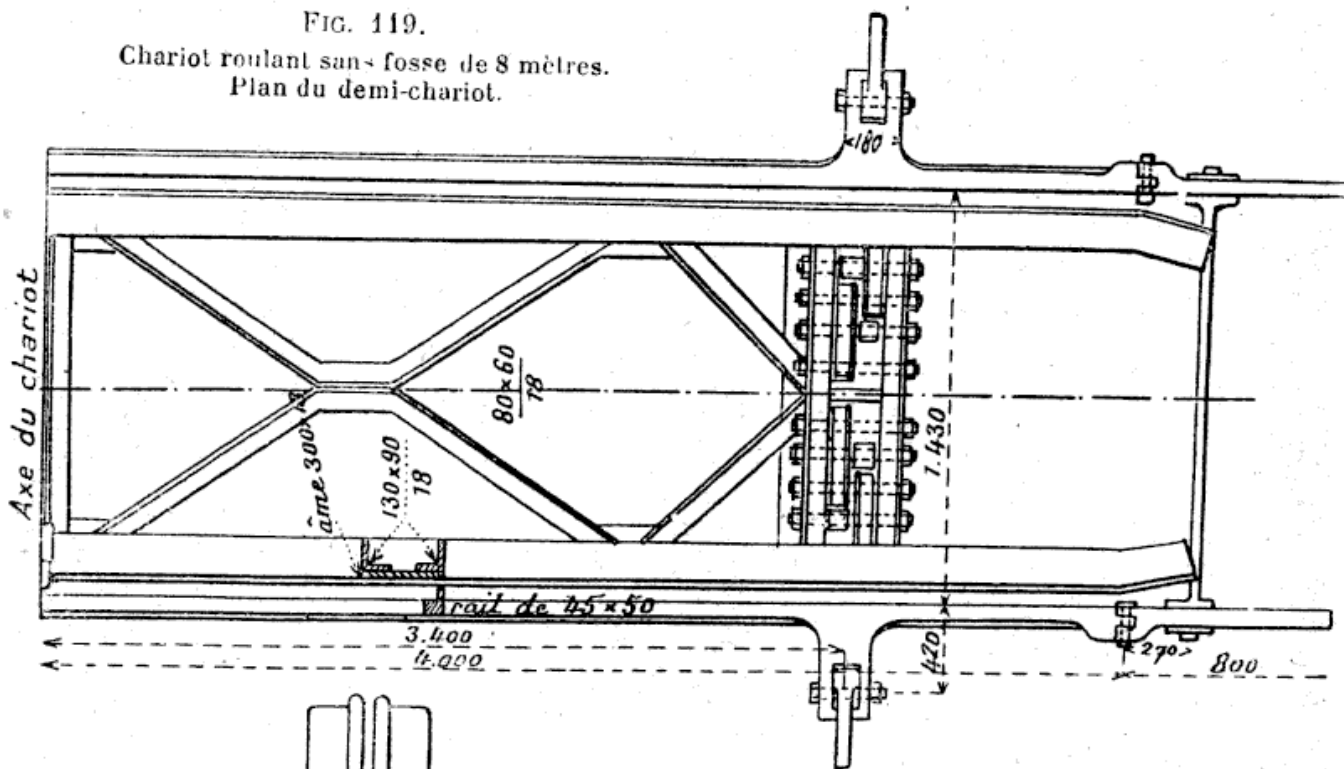 FIG. 119.
Chariot roulant sans fosse de 8 mètres.
Plan du demi-chariot.
180
Axe du chariot
80×60
18
1.430
âme 300×
130×90
18
rail de 45×50
3.400
4.000
420
270
800